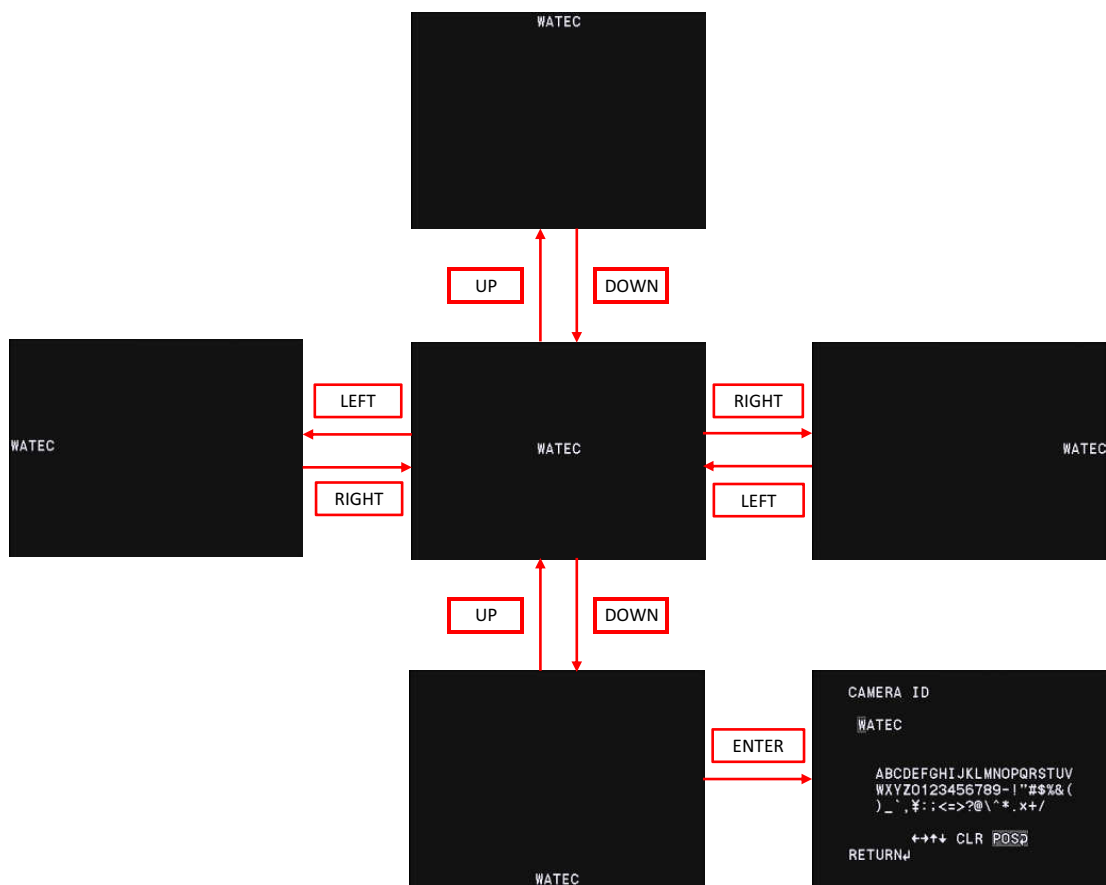 WATEC
UP
DOWN
LEFT
RIGHT
WATEC
WATEC
WATEC
RIGHT
LEFT
UP
DOWN
CAMERA ID
WATEC
ENTER
ABCDEFGHIJKLMNOPQRSTUV
WXYZ0123456789-!"#$%&(
)_`,¥:;<=>?@\^*.x+/
←→↑↓ CLR POS⊋
RETURN↲
WATEC